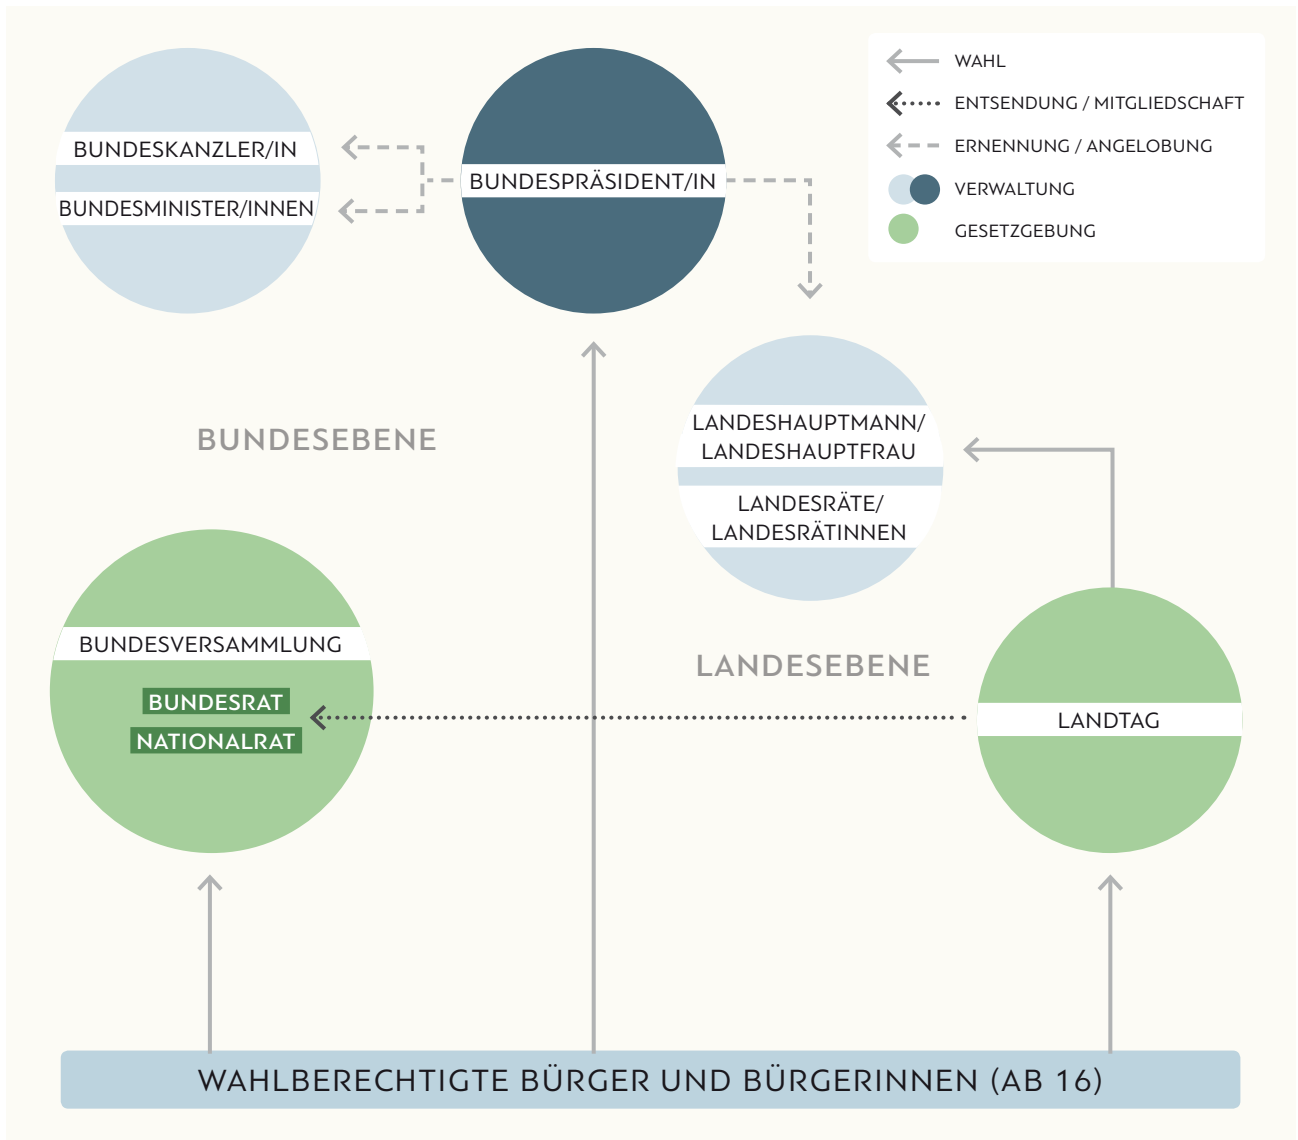 BUNDESKANZLER/IN
BUNDESMINISTER/INNEN
BUNDESPRÄSIDENT/IN
WAHL
ENTSENDUNG / MITGLIEDSCHAFT
ERNENNUNG / ANGELOBUNG
VERWALTUNG
GESETZGEBUNG
LANDESHAUPTMANN/
LANDESHAUPTFRAU
LANDESRÄTE/
LANDESRÄTINNEN
BUNDESEBENE
BUNDESVERSAMMLUNG
BUNDESRAT
NATIONALRAT
LANDESEBENE
LANDTAG
WAHLBERECHTIGTE BÜRGER UND BÜRGERINNEN (AB 16)